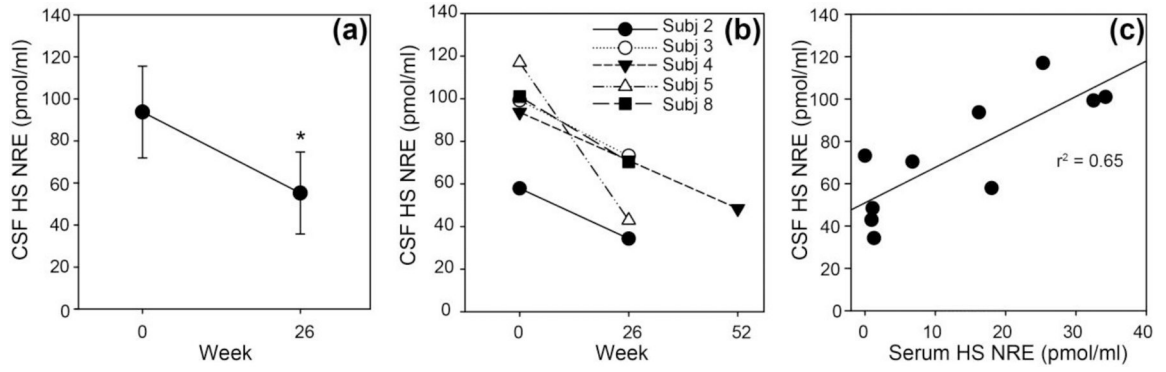 (a)
CSF HS NRE (pmol/ml)
140
120
100
80
60
40
20
0
*
0 26
Week
(b)
CSF HS NRE (pmol/ml)
140
120
100
80
60
40
20
0
Subj 2
Subj 3
Subj 4
Subj 5
Subj 8
0 26 52
Week
(c)
CSF HS NRE (pmol/ml)
140
120
100
80
60
40
20
0
r² = 0.65
0 10 20 30 40
Serum HS NRE (pmol/ml)